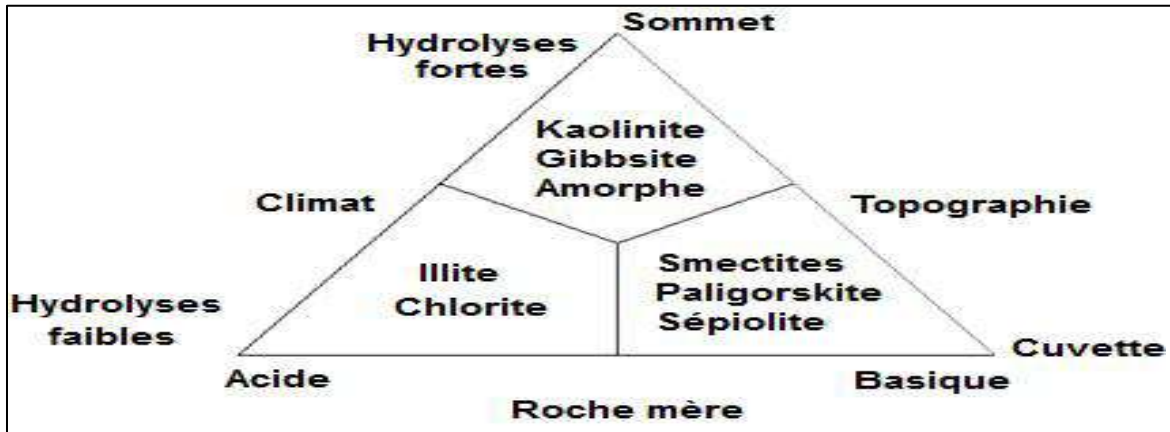 Sommet
Hydrolyses
fortes
Kaolinite
Gibbsite
Amorphe
Climat
Topographie
Illite
Chlorite
Smectites
Paligorskite
Sépiolite
Hydrolyses
faibles
Cuvette
Acide
Basique
Roche mère